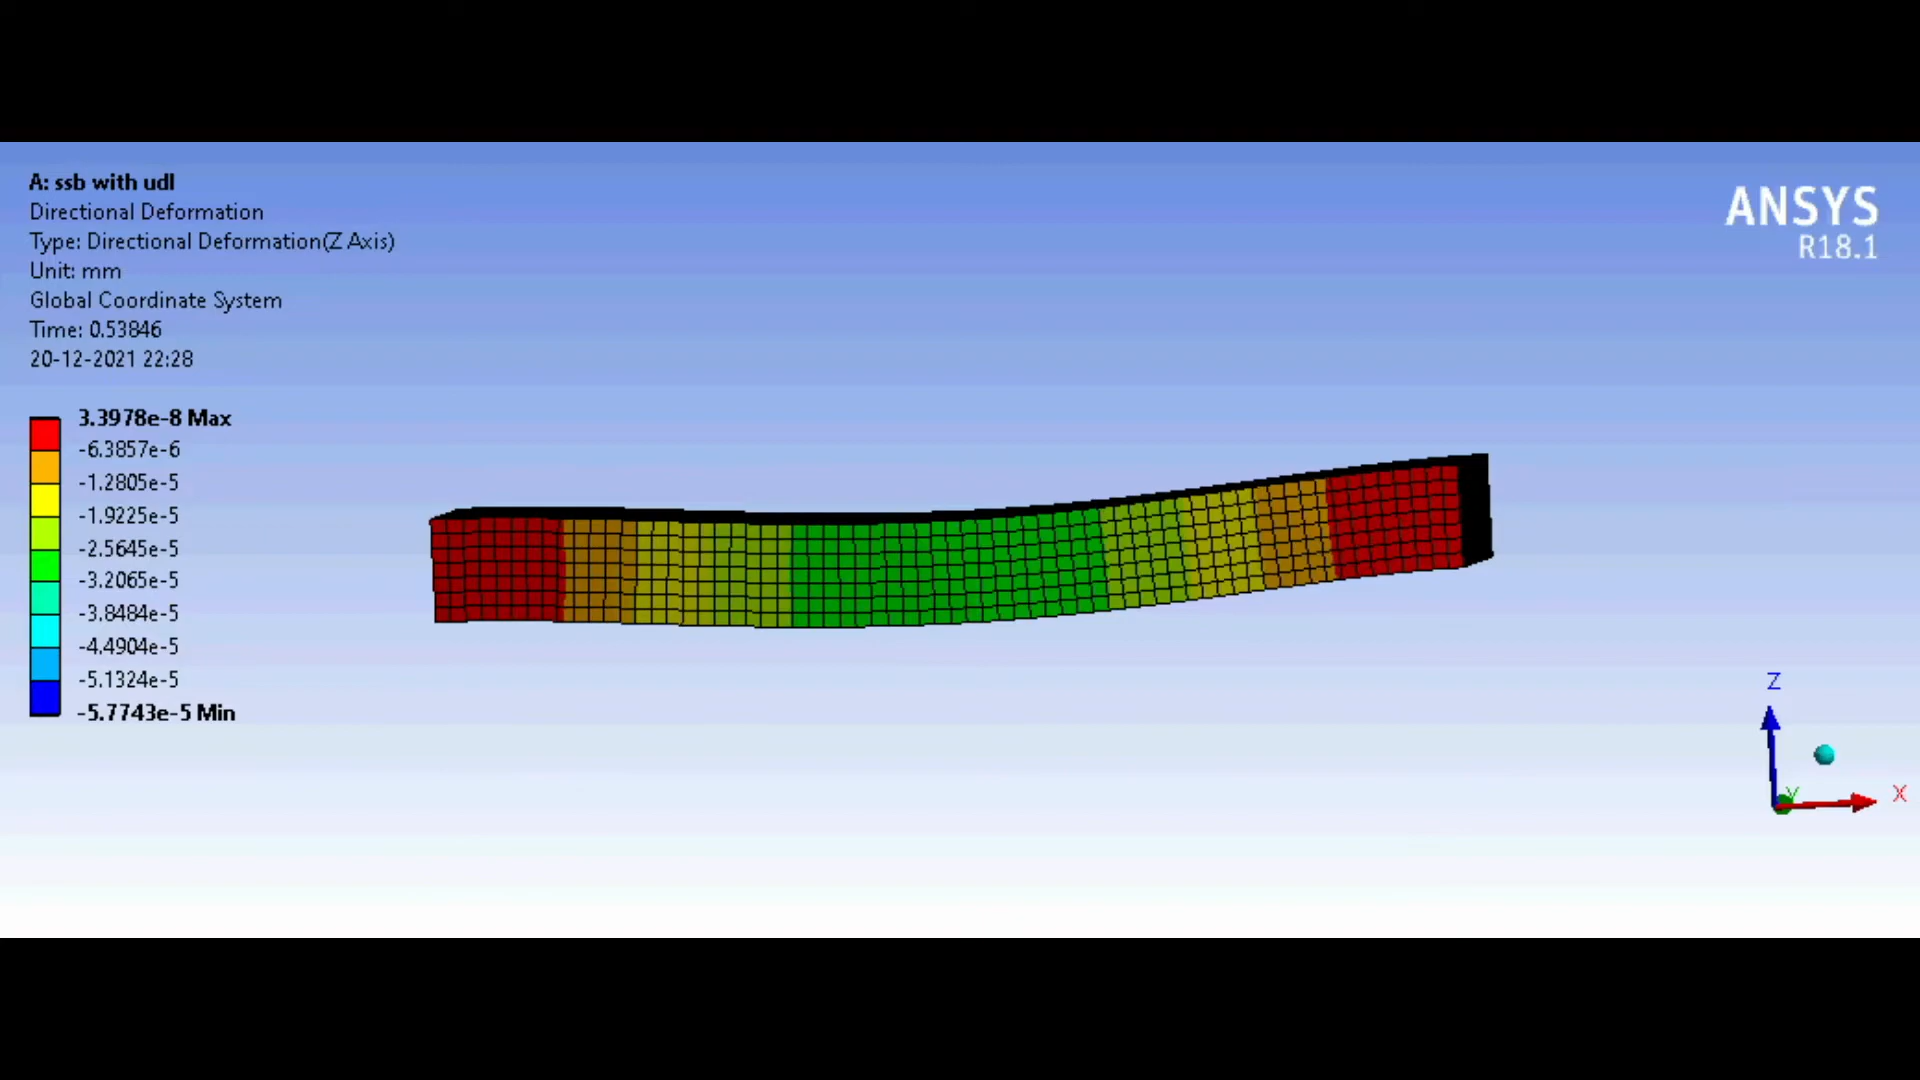 A: ssb with udl
Directional Deformation
Type: Directional Deformation(Z Axis)
Unit: mm
Global Coordinate System
Time: 0.53846
20-12-2021 22:28
ANSYS
R18.1
3.3978e-8 Max
-6.3857e-6
-1.2805e-5
-1.9225e-5
-2.5645e-5
-3.2065e-5
-3.8484e-5
-4.4904e-5
-5.1324e-5
-5.7743e-5 Min
Z
Y
X